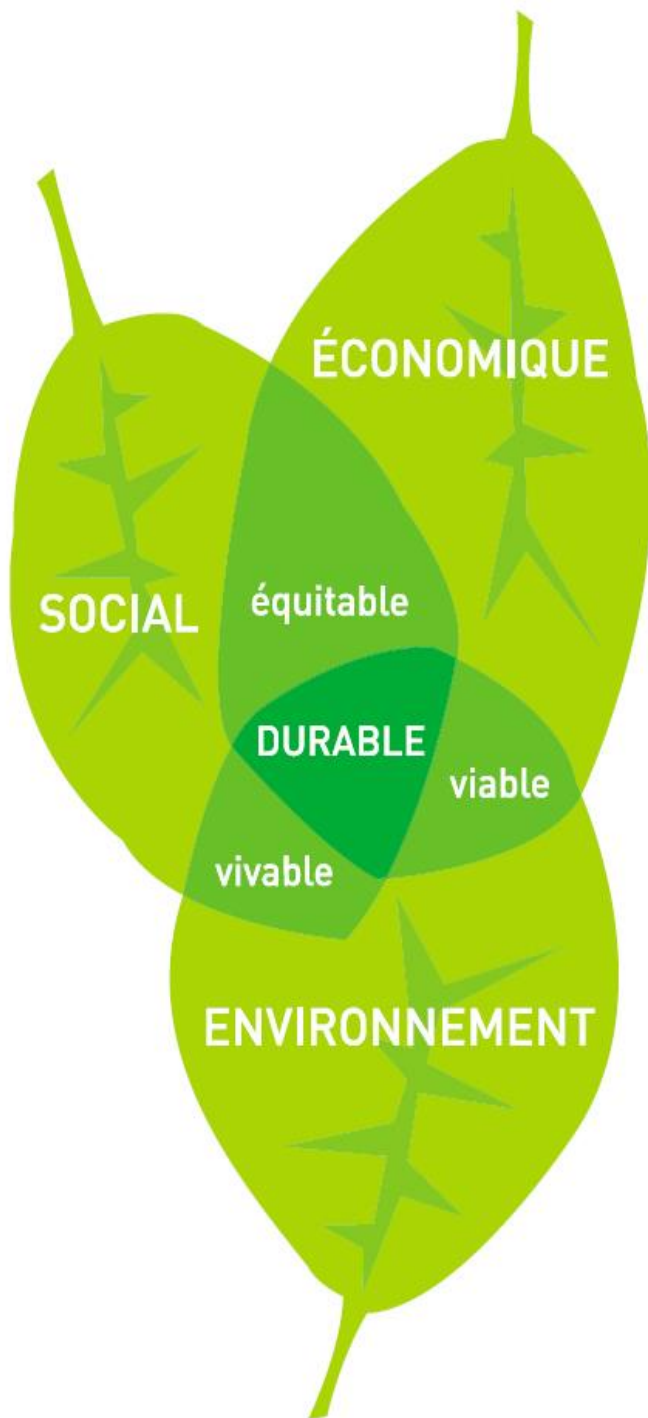 ÉCONOMIQUE
SOCIAL
équitable
DURABLE
viable
vivable
ENVIRONNEMENT